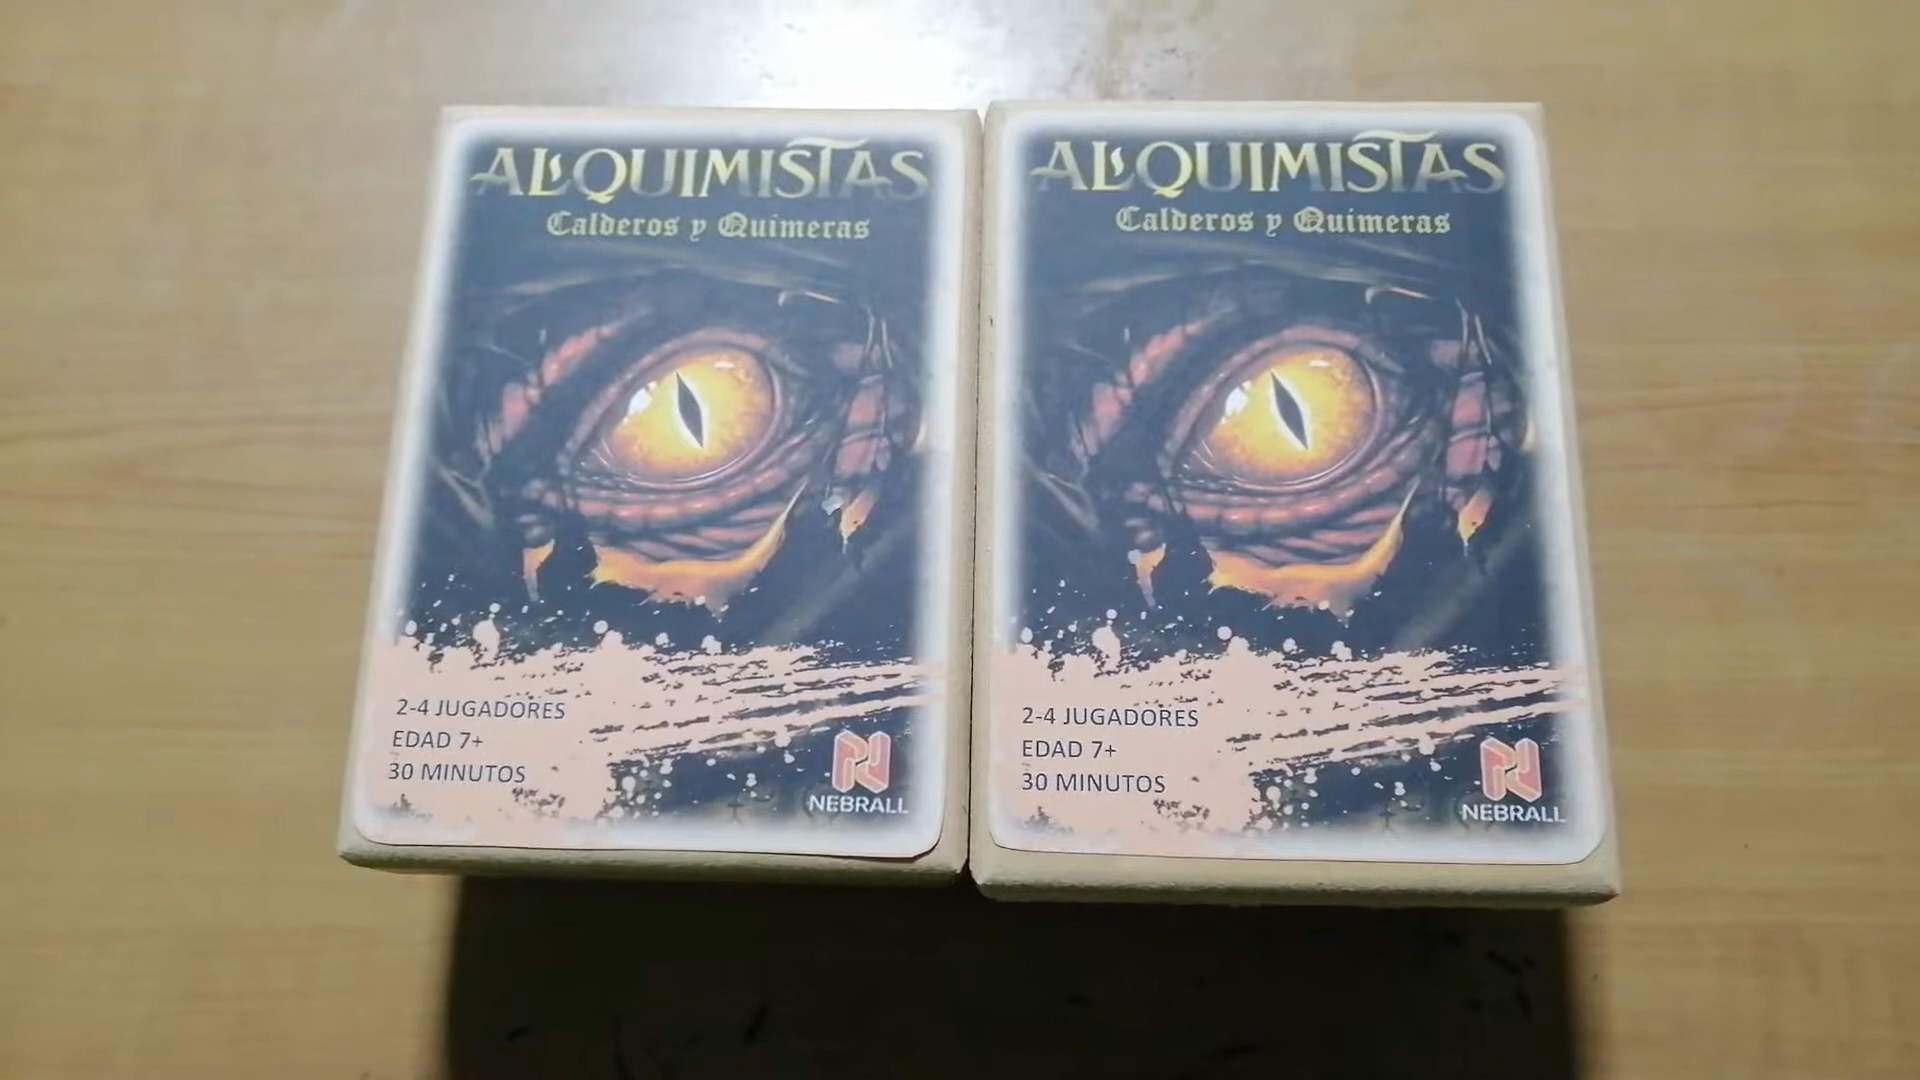 ALQUIMISTAS
Calderos y Quimeras
2-4 JUGADORES
EDAD 7+
30 MINUTOS
NEBRALL
ALQUIMISTAS
Calderos y Quimeras
2-4 JUGADORES
EDAD 7+
30 MINUTOS
NEBRALL